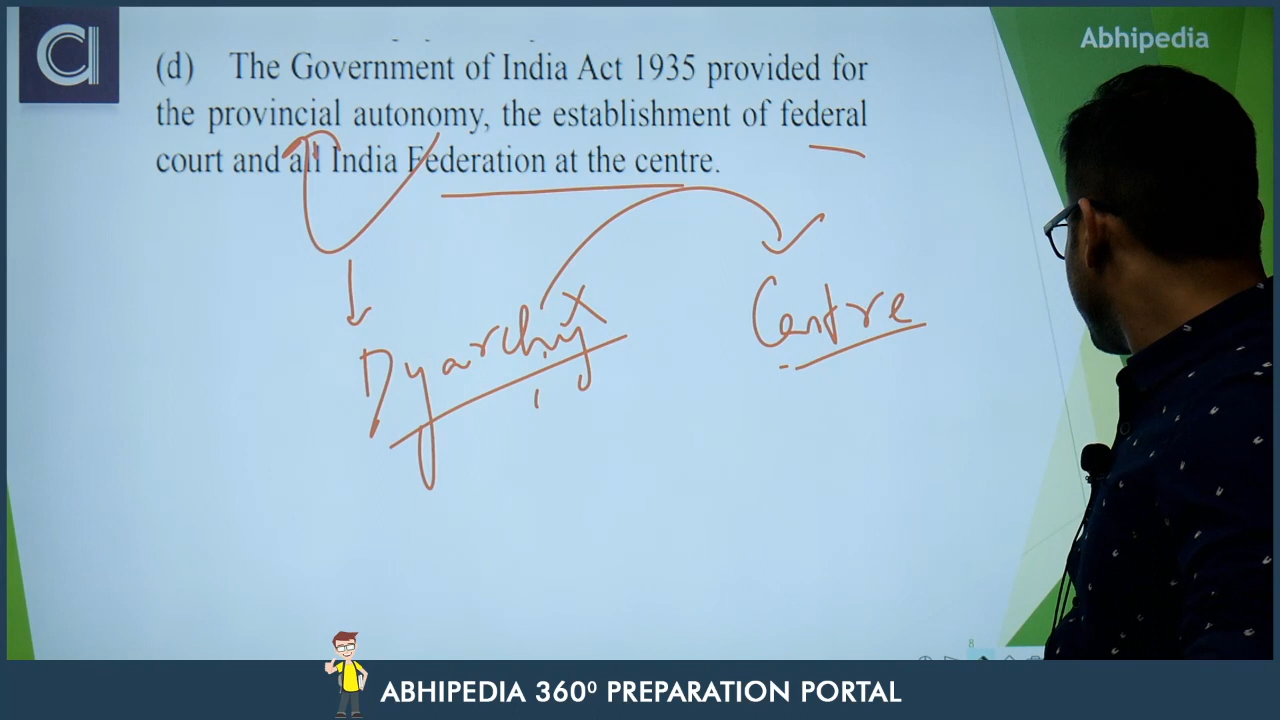 Abhipedia
(d) The Government of India Act 1935 provided for
the provincial autonomy, the establishment of federal
court and all India Federation at the centre.
Dyarchy x
Centre
8
ABHIPEDIA 360⁰ PREPARATION PORTAL